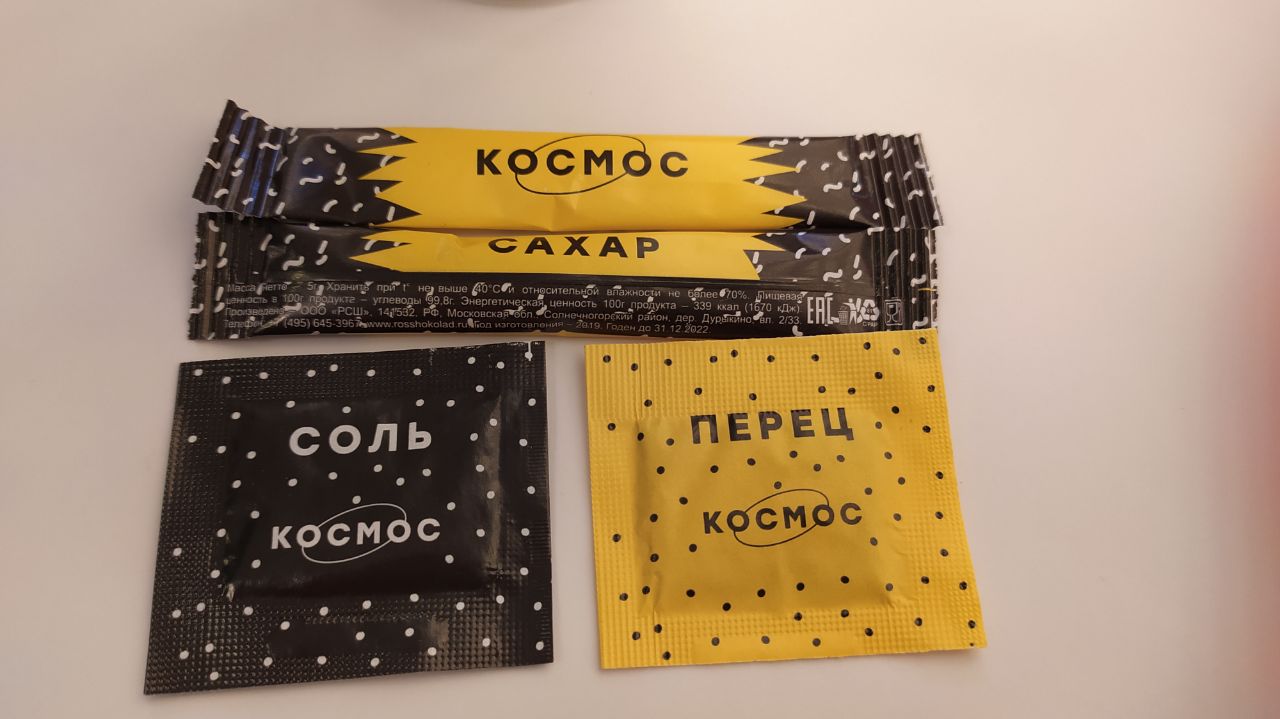 КОСМОС
САХАР
Масса нетто - 5г. Хранить при t° не выше 40°С и относительной влажности не более 70%. Пищевая
ценность в 100г продукта – углеводы 99,8г. Энергетическая ценность 100г продукта – 339 ккал (1670 кДж).
Произведено ООО «РСШ», 141532. РФ, Московская обл. Солнечногорский район, дер. Дурыкино, вл. 2/33.
Телефон +7 (495) 645-3967, www.rosshokolad.ru Год изготовления – 2019. Годен до 31.12.2022.
EAC
СОЛЬ
КОСМОС
ПЕРЕЦ
КОСМОС